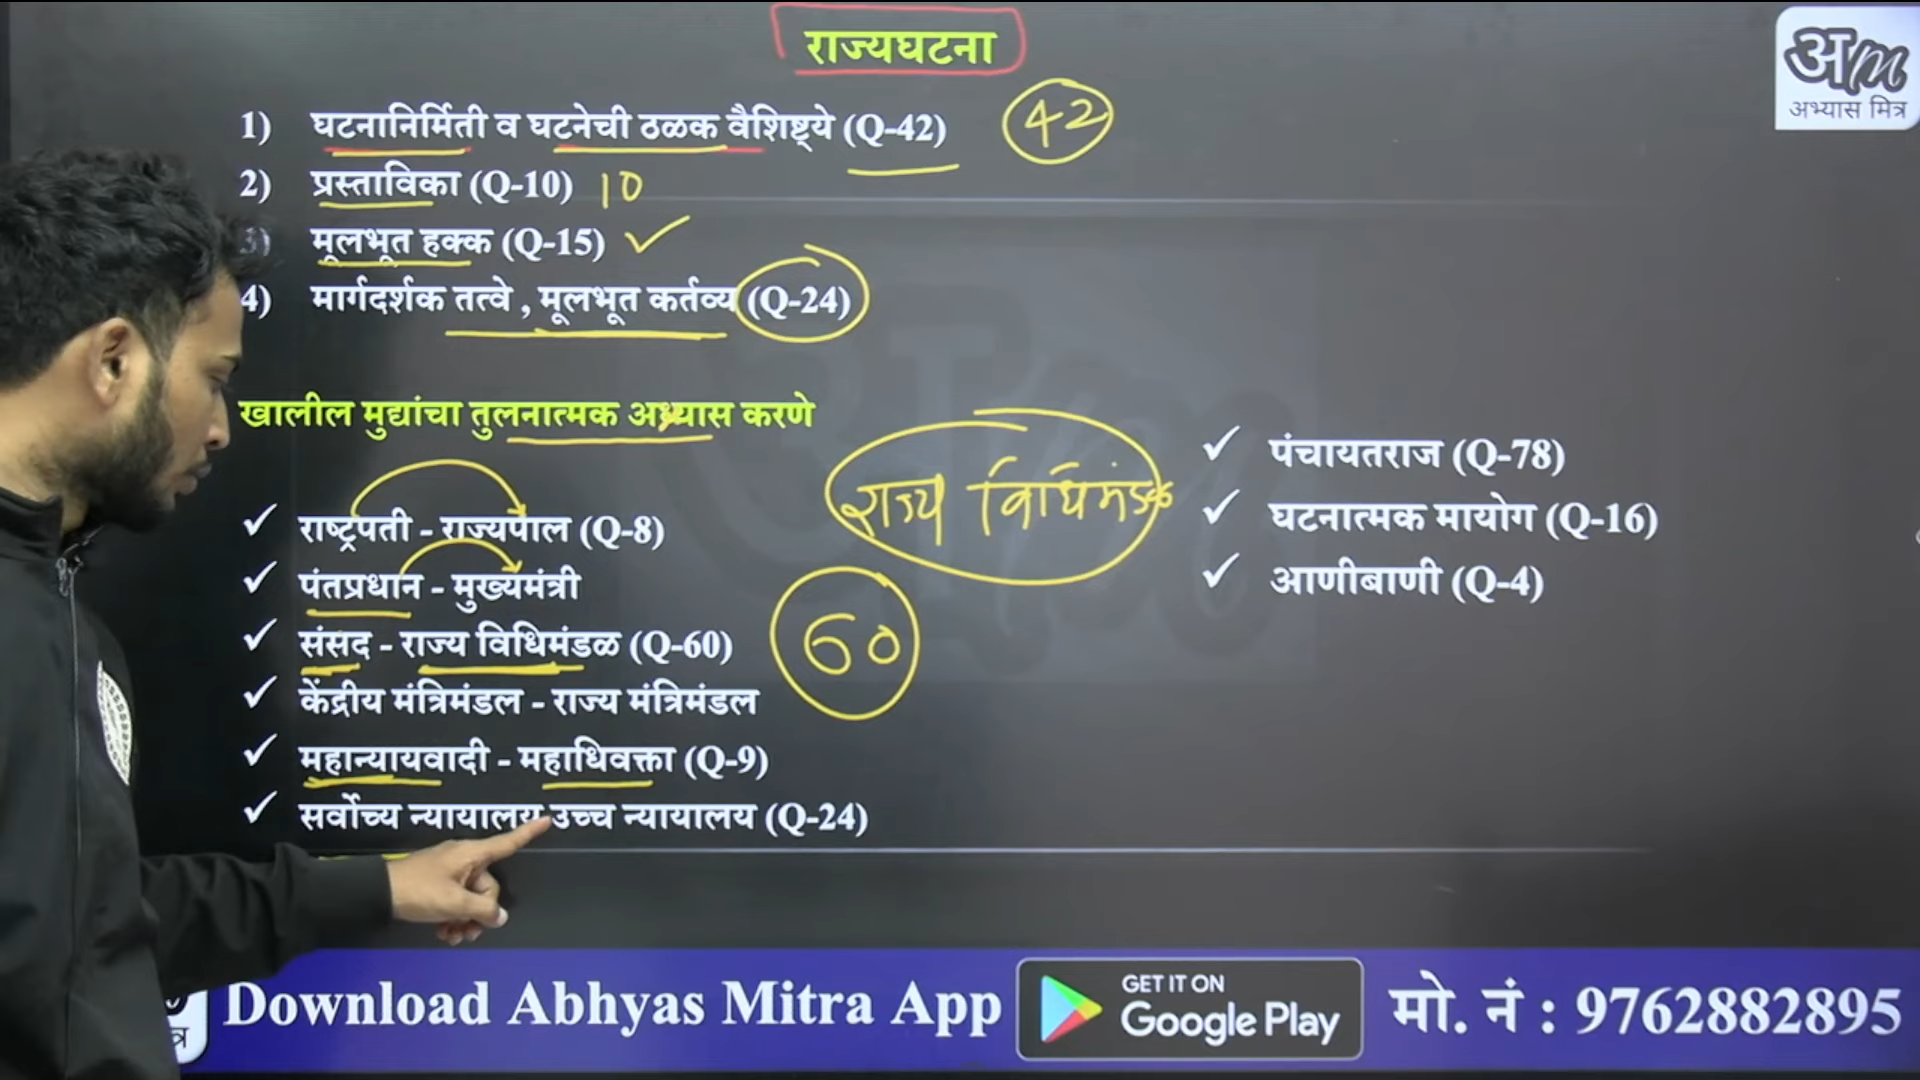 राज्यघटना
अm
अभ्यास मित्र
1) घटनानिर्मिती व घटनेची ठळक वैशिष्ट्ये (Q-42) 42
2) प्रस्ताविका (Q-10) 10
3) मूलभूत हक्क (Q-15)
4) मार्गदर्शक तत्वे , मूलभूत कर्तव्य (Q-24)
खालील मुद्यांचा तुलनात्मक अभ्यास करणे
✓ राष्ट्रपती - राज्यपाल (Q-8)
✓ पंतप्रधान - मुख्यमंत्री
✓ संसद - राज्य विधिमंडळ (Q-60) 60
✓ केंद्रीय मंत्रिमंडल - राज्य मंत्रिमंडल
✓ महान्यायवादी - महाधिवक्ता (Q-9)
✓ सर्वोच्य न्यायालय उच्च न्यायालय (Q-24)
राज्य विधिमंडळ
✓ पंचायतराज (Q-78)
✓ घटनात्मक मायोग (Q-16)
✓ आणीबाणी (Q-4)
Download Abhyas Mitra App
GET IT ON
Google Play
मो. नं : 9762882895